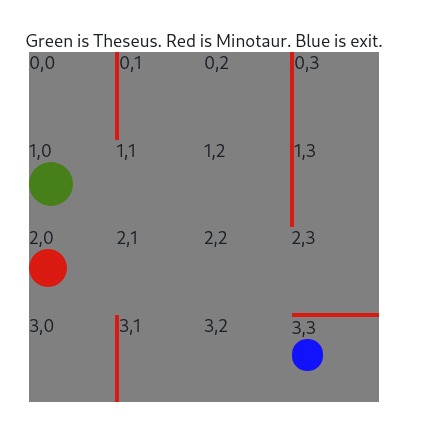 Green is Theseus. Red is Minotaur. Blue is exit.
0,0 0,1 0,2 0,3
1,0 1,1 1,2 1,3
2,0 2,1 2,2 2,3
3,0 3,1 3,2 3,3